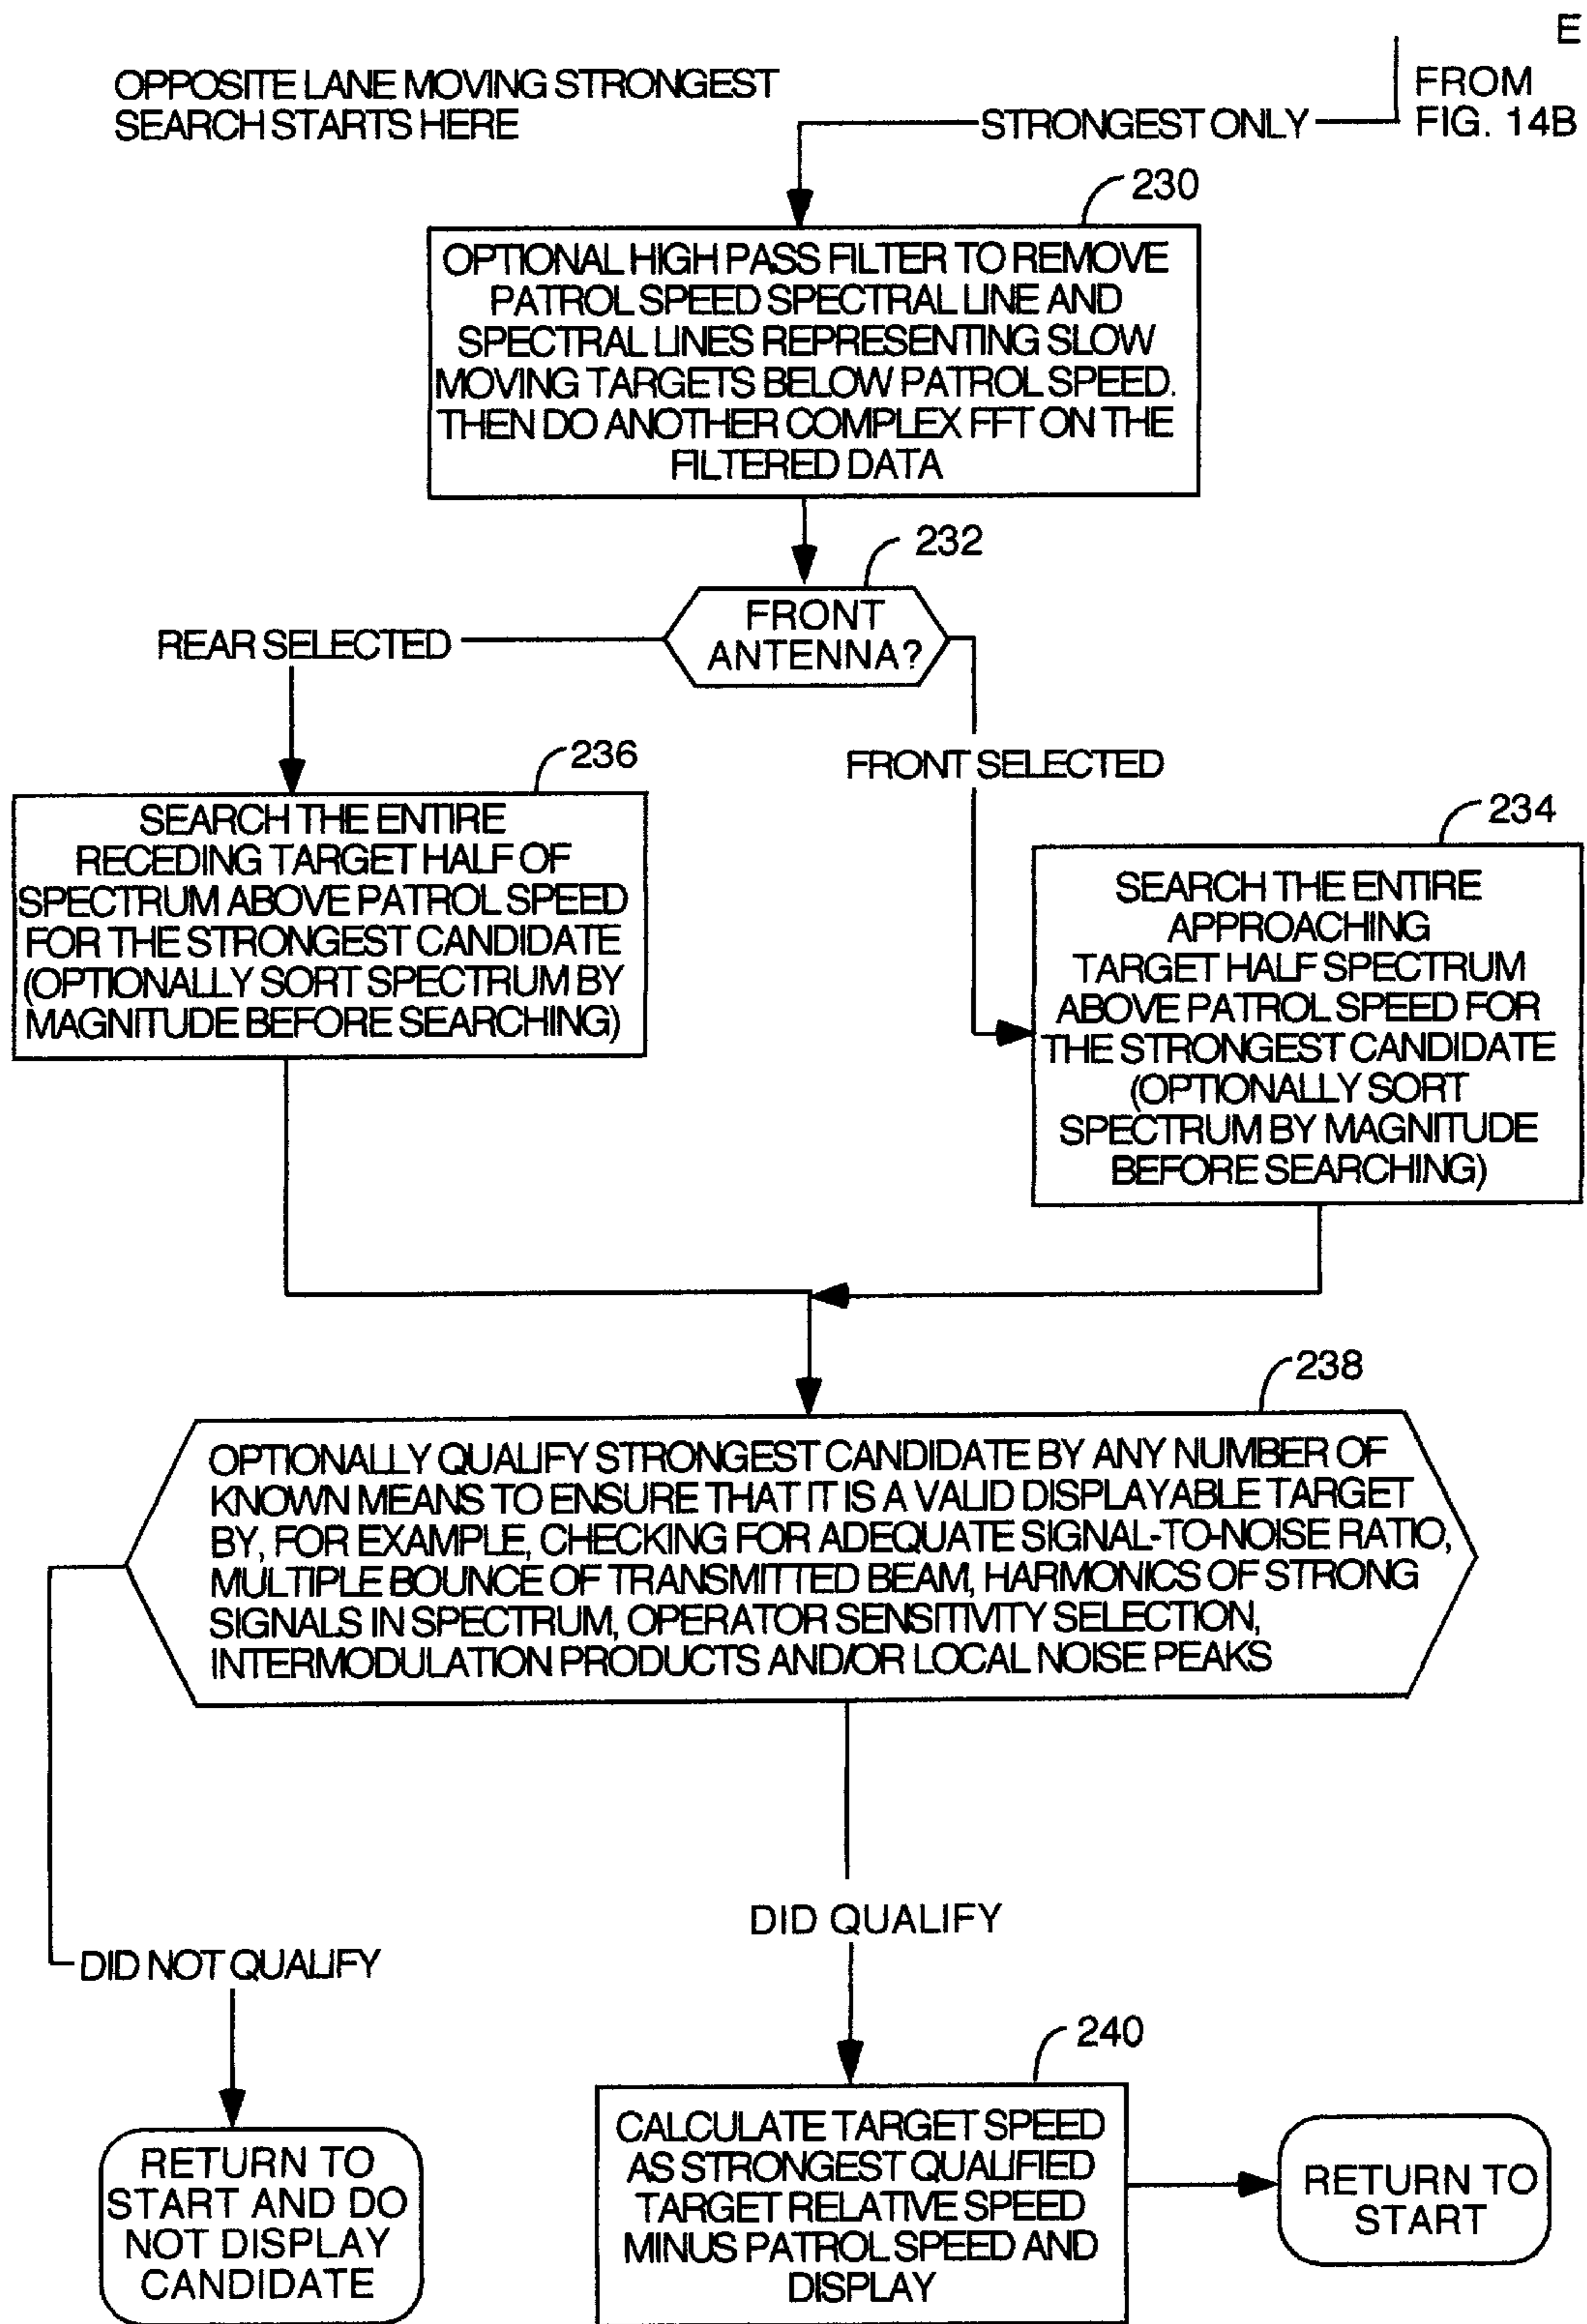 E
OPPOSITE LANE MOVING STRONGEST
SEARCH STARTS HERE
FROM
FIG. 14B
STRONGEST ONLY
230
OPTIONAL HIGH PASS FILTER TO REMOVE
PATROL SPEED SPECTRAL LINE AND
SPECTRAL LINES REPRESENTING SLOW
MOVING TARGETS BELOW PATROL SPEED.
THEN DO ANOTHER COMPLEX FFT ON THE
FILTERED DATA
232
FRONT
ANTENNA?
REAR SELECTED
FRONT SELECTED
236
SEARCH THE ENTIRE
RECEDING TARGET HALF OF
SPECTRUM ABOVE PATROL SPEED
FOR THE STRONGEST CANDIDATE
(OPTIONALLY SORT SPECTRUM BY
MAGNITUDE BEFORE SEARCHING)
234
SEARCH THE ENTIRE
APPROACHING
TARGET HALF SPECTRUM
ABOVE PATROL SPEED FOR
THE STRONGEST CANDIDATE
(OPTIONALLY SORT
SPECTRUM BY MAGNITUDE
BEFORE SEARCHING)
238
OPTIONALLY QUALIFY STRONGEST CANDIDATE BY ANY NUMBER OF
KNOWN MEANS TO ENSURE THAT IT IS A VALID DISPLAYABLE TARGET
BY, FOR EXAMPLE, CHECKING FOR ADEQUATE SIGNAL-TO-NOISE RATIO,
MULTIPLE BOUNCE OF TRANSMITTED BEAM, HARMONICS OF STRONG
SIGNALS IN SPECTRUM, OPERATOR SENSITIVITY SELECTION,
INTERMODULATION PRODUCTS AND/OR LOCAL NOISE PEAKS
DID QUALIFY
DID NOT QUALIFY
240
RETURN TO
START AND DO
NOT DISPLAY
CANDIDATE
CALCULATE TARGET SPEED
AS STRONGEST QUALIFIED
TARGET RELATIVE SPEED
MINUS PATROL SPEED AND
DISPLAY
RETURN TO
START